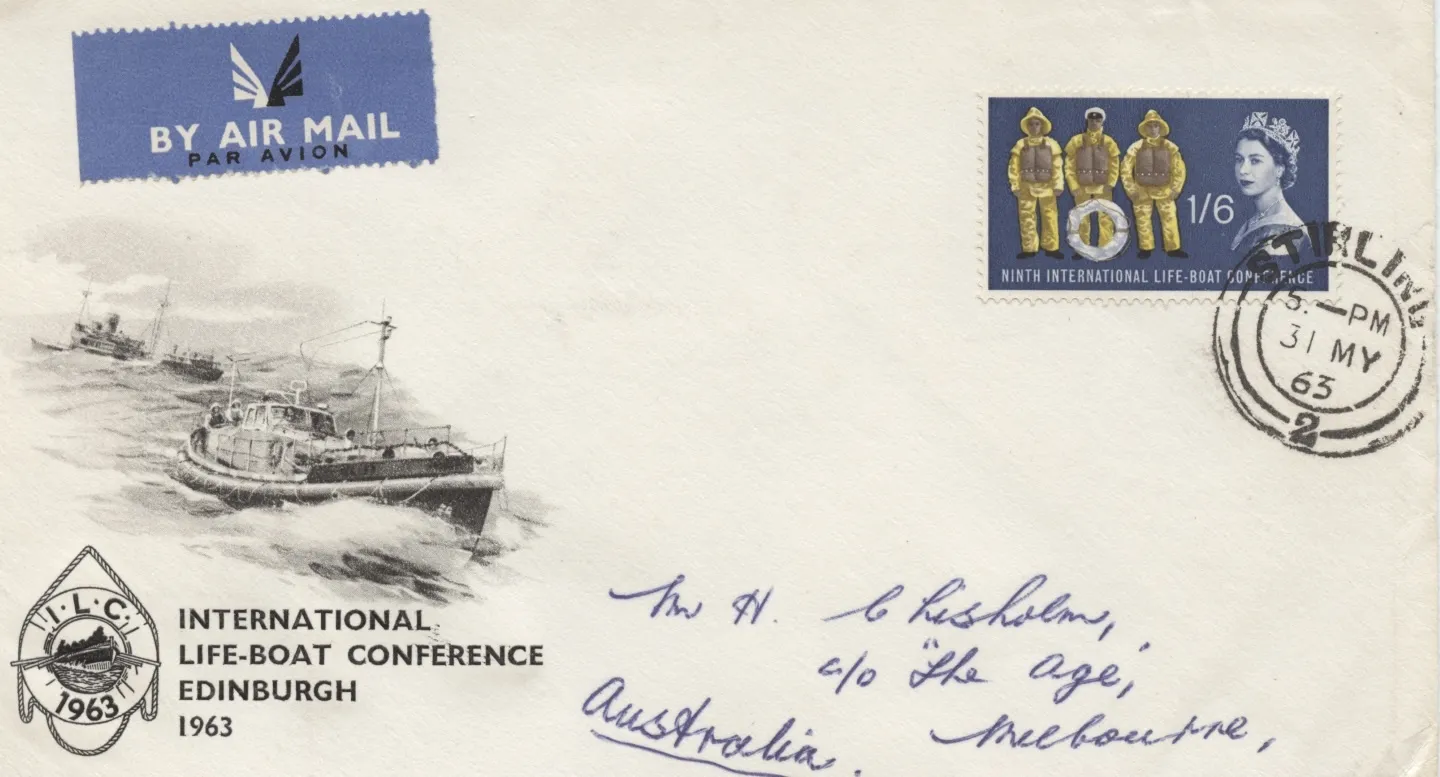 BY AIR MAIL
PAR AVION
1/6
NINTH INTERNATIONAL LIFE-BOAT CONFERENCE
STIRLING
5.—PM
31 MY
63
2
I.L.C.
1963
INTERNATIONAL
LIFE-BOAT CONFERENCE
EDINBURGH
1963
Mr H. Chisholm,
c/o "The Age",
Melbourne,
Australia.